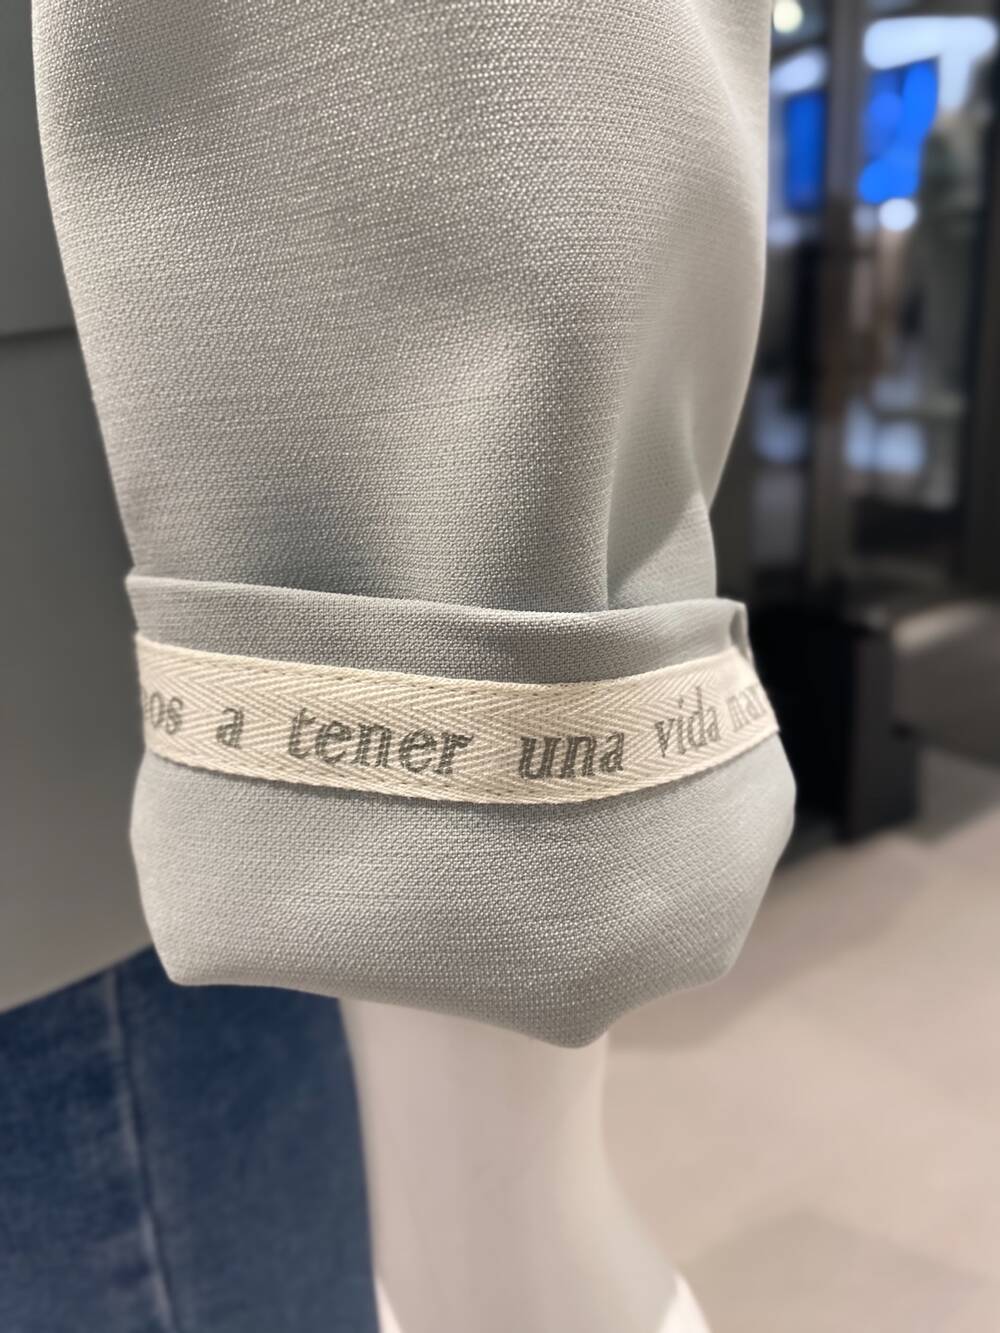 a tener una vida